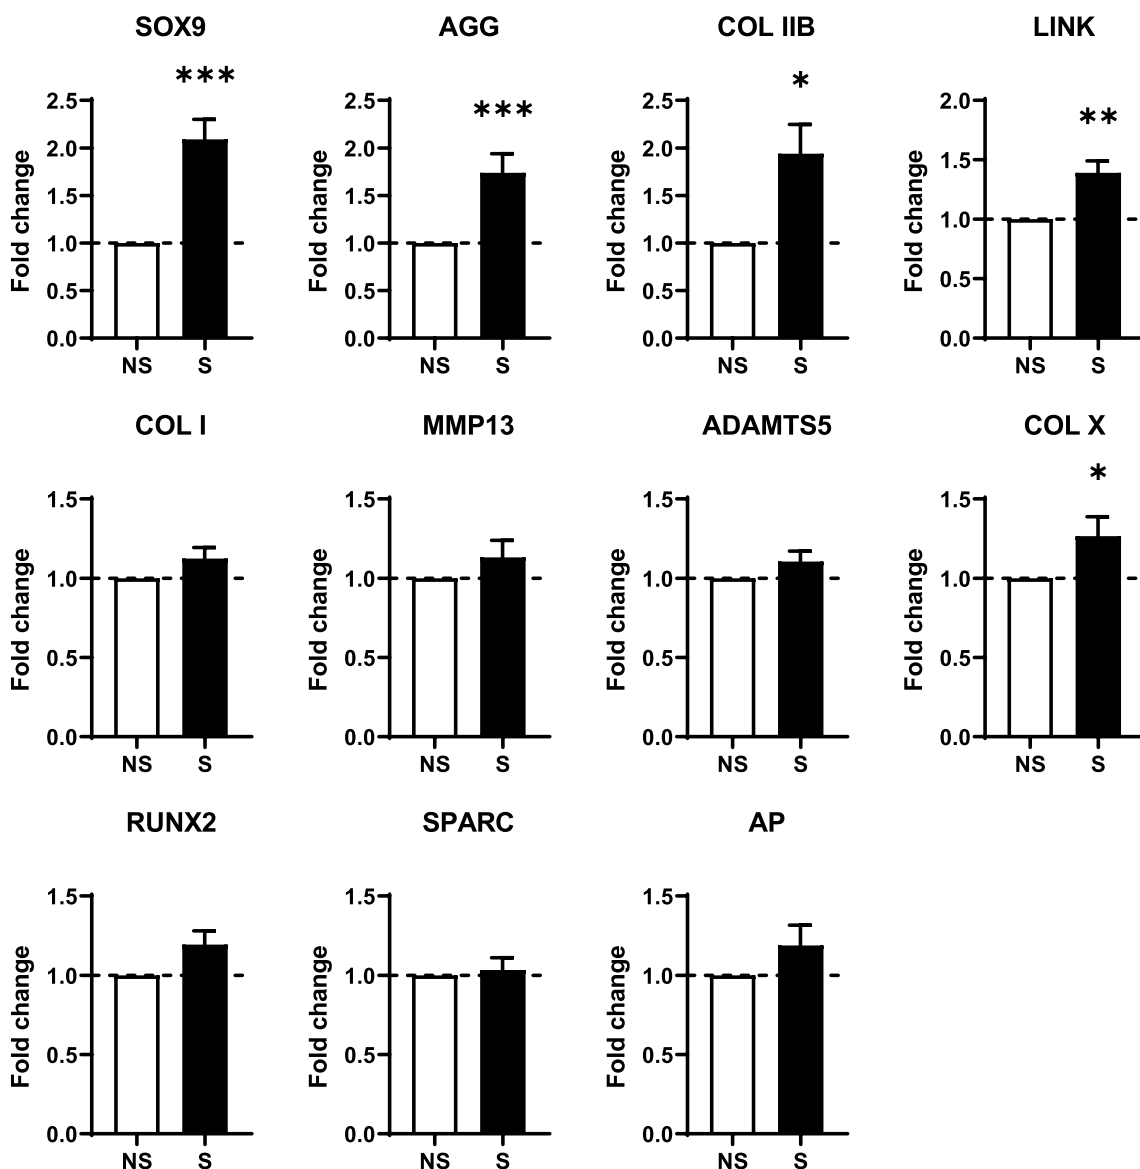 SOX9 AGG COL IIB LINK
*** *** * **
Fold change 2.5 2.0 1.5 1.0 0.5 0.0 NS S
Fold change 2.5 2.0 1.5 1.0 0.5 0.0 NS S
Fold change 2.5 2.0 1.5 1.0 0.5 0.0 NS S
Fold change 2.0 1.5 1.0 0.5 0.0 NS S
COL I MMP13 ADAMTS5 COL X
*
Fold change 1.5 1.0 0.5 0.0 NS S
Fold change 1.5 1.0 0.5 0.0 NS S
Fold change 1.5 1.0 0.5 0.0 NS S
Fold change 1.5 1.0 0.5 0.0 NS S
RUNX2 SPARC AP
Fold change 1.5 1.0 0.5 0.0 NS S
Fold change 1.5 1.0 0.5 0.0 NS S
Fold change 1.5 1.0 0.5 0.0 NS S